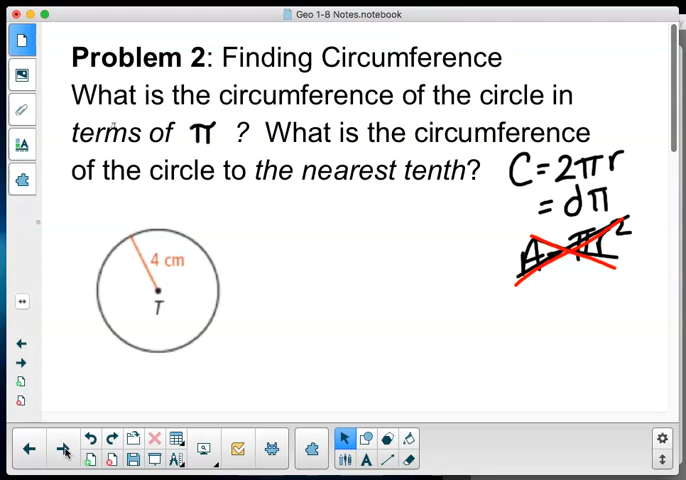 Geo 1-8 Notes.notebook
Problem 2: Finding Circumference
What is the circumference of the circle in
terms of π ? What is the circumference
of the circle to the nearest tenth?
C=2πr
=dπ
A=πr²
4 cm
T